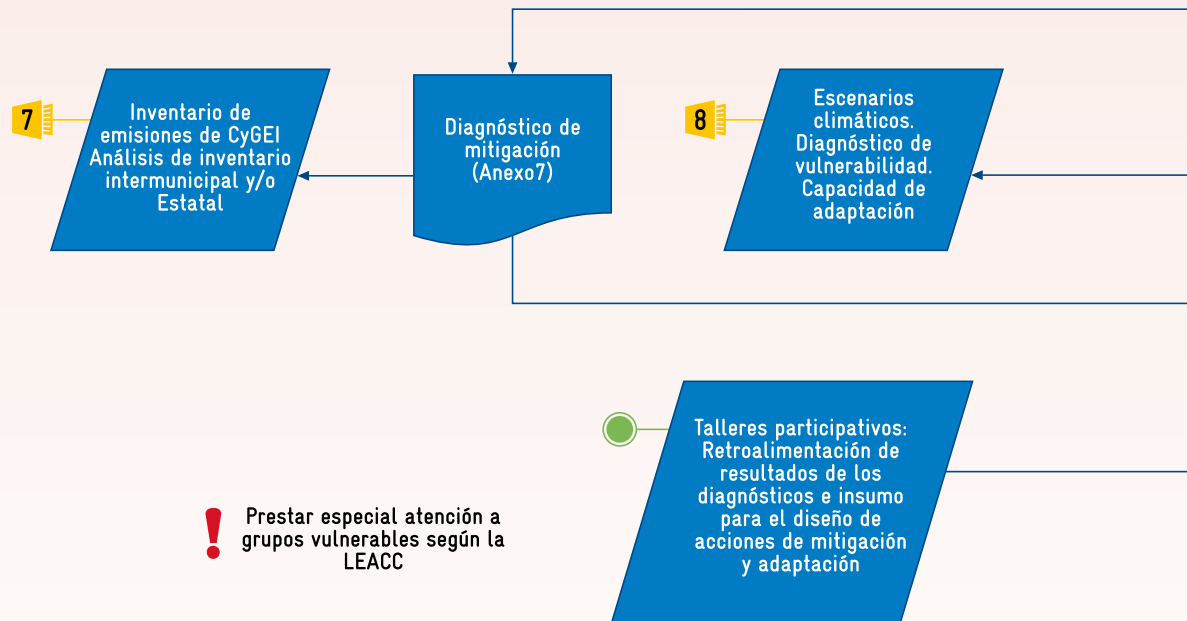 7
Inventario de
emisiones de CyGEI
Análisis de inventario
intermunicipal y/o
Estatal
Diagnóstico de
mitigación
(Anexo7)
8
Escenarios
climáticos.
Diagnóstico de
vulnerabilidad.
Capacidad de
adaptación
Talleres participativos:
Retroalimentación de
resultados de los
diagnósticos e insumo
para el diseño de
acciones de mitigación
y adaptación
! Prestar especial atención a
grupos vulnerables según la
LEACC